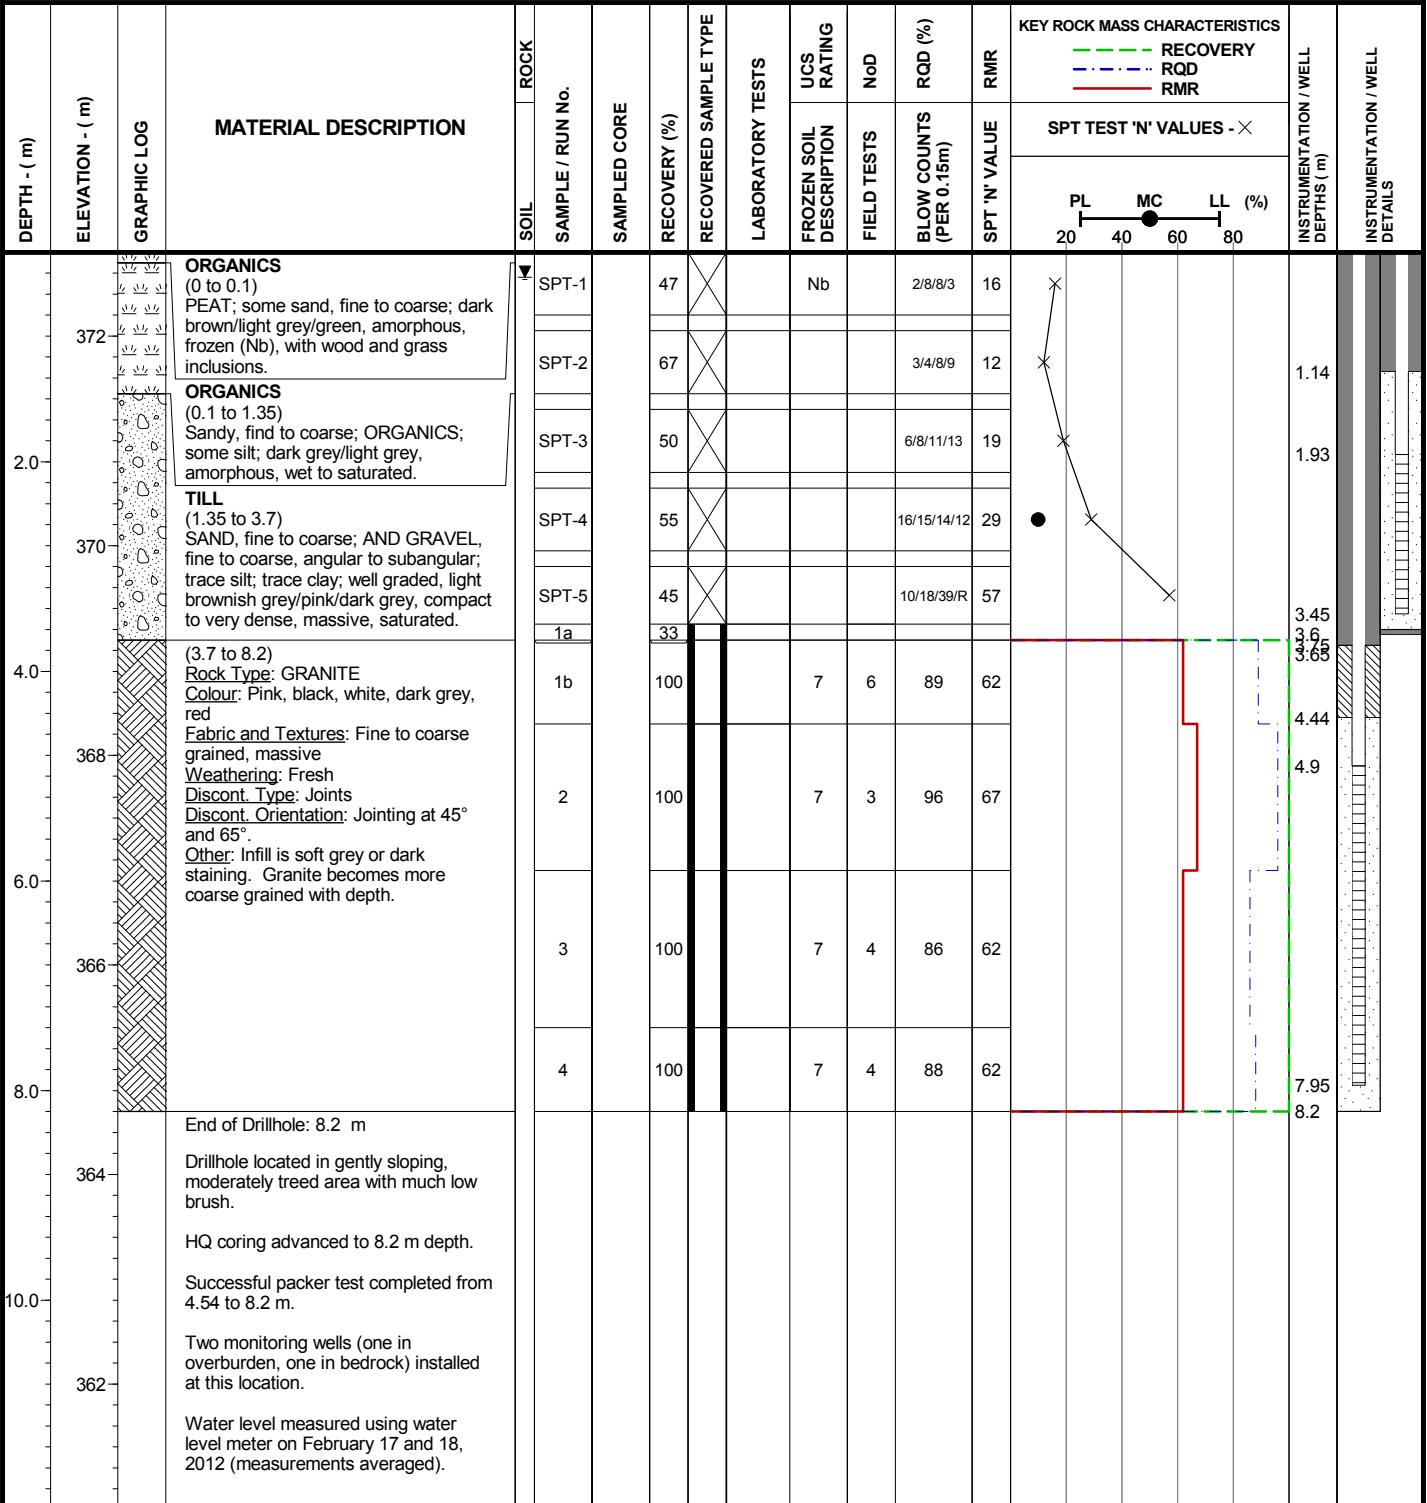 DEPTH - ( m)
ELEVATION - ( m)
GRAPHIC LOG
MATERIAL DESCRIPTION
SOIL
ROCK
SAMPLE / RUN No.
SAMPLED CORE
RECOVERY (%)
RECOVERED SAMPLE TYPE
LABORATORY TESTS
UCS
RATING
FROZEN SOIL
DESCRIPTION
NoD
FIELD TESTS
RQD (%)
BLOW COUNTS
(PER 0.15m)
RMR
SPT 'N' VALUE
KEY ROCK MASS CHARACTERISTICS
RECOVERY
RQD
RMR
SPT TEST 'N' VALUES - ×
PL MC LL (%)
20 40 60 80
INSTRUMENTATION / WELL
DEPTHS ( m)
INSTRUMENTATION / WELL
DETAILS
2.0
4.0
6.0
8.0
10.0
372
370
368
366
364
362
ORGANICS
(0 to 0.1)
PEAT; some sand, fine to coarse; dark
brown/light grey/green, amorphous,
frozen (Nb), with wood and grass
inclusions.
ORGANICS
(0.1 to 1.35)
Sandy, find to coarse; ORGANICS;
some silt; dark grey/light grey,
amorphous, wet to saturated.
TILL
(1.35 to 3.7)
SAND, fine to coarse; AND GRAVEL,
fine to coarse, angular to subangular;
trace silt; trace clay; well graded, light
brownish grey/pink/dark grey, compact
to very dense, massive, saturated.
(3.7 to 8.2)
Rock Type: GRANITE
Colour: Pink, black, white, dark grey,
red
Fabric and Textures: Fine to coarse
grained, massive
Weathering: Fresh
Discont. Type: Joints
Discont. Orientation: Jointing at 45°
and 65°.
Other: Infill is soft grey or dark
staining. Granite becomes more
coarse grained with depth.
End of Drillhole: 8.2 m
Drillhole located in gently sloping,
moderately treed area with much low
brush.
HQ coring advanced to 8.2 m depth.
Successful packer test completed from
4.54 to 8.2 m.
Two monitoring wells (one in
overburden, one in bedrock) installed
at this location.
Water level measured using water
level meter on February 17 and 18,
2012 (measurements averaged).
SPT-1 47 Nb 2/8/8/3 16
SPT-2 67 3/4/8/9 12
SPT-3 50 6/8/11/13 19
SPT-4 55 16/15/14/12 29
SPT-5 45 10/18/39/R 57
1a 33
1b 100 7 6 89 62
2 100 7 3 96 67
3 100 7 4 86 62
4 100 7 4 88 62
1.14
1.93
3.45
3.6
3.75
3.65
4.44
4.9
7.95
8.2